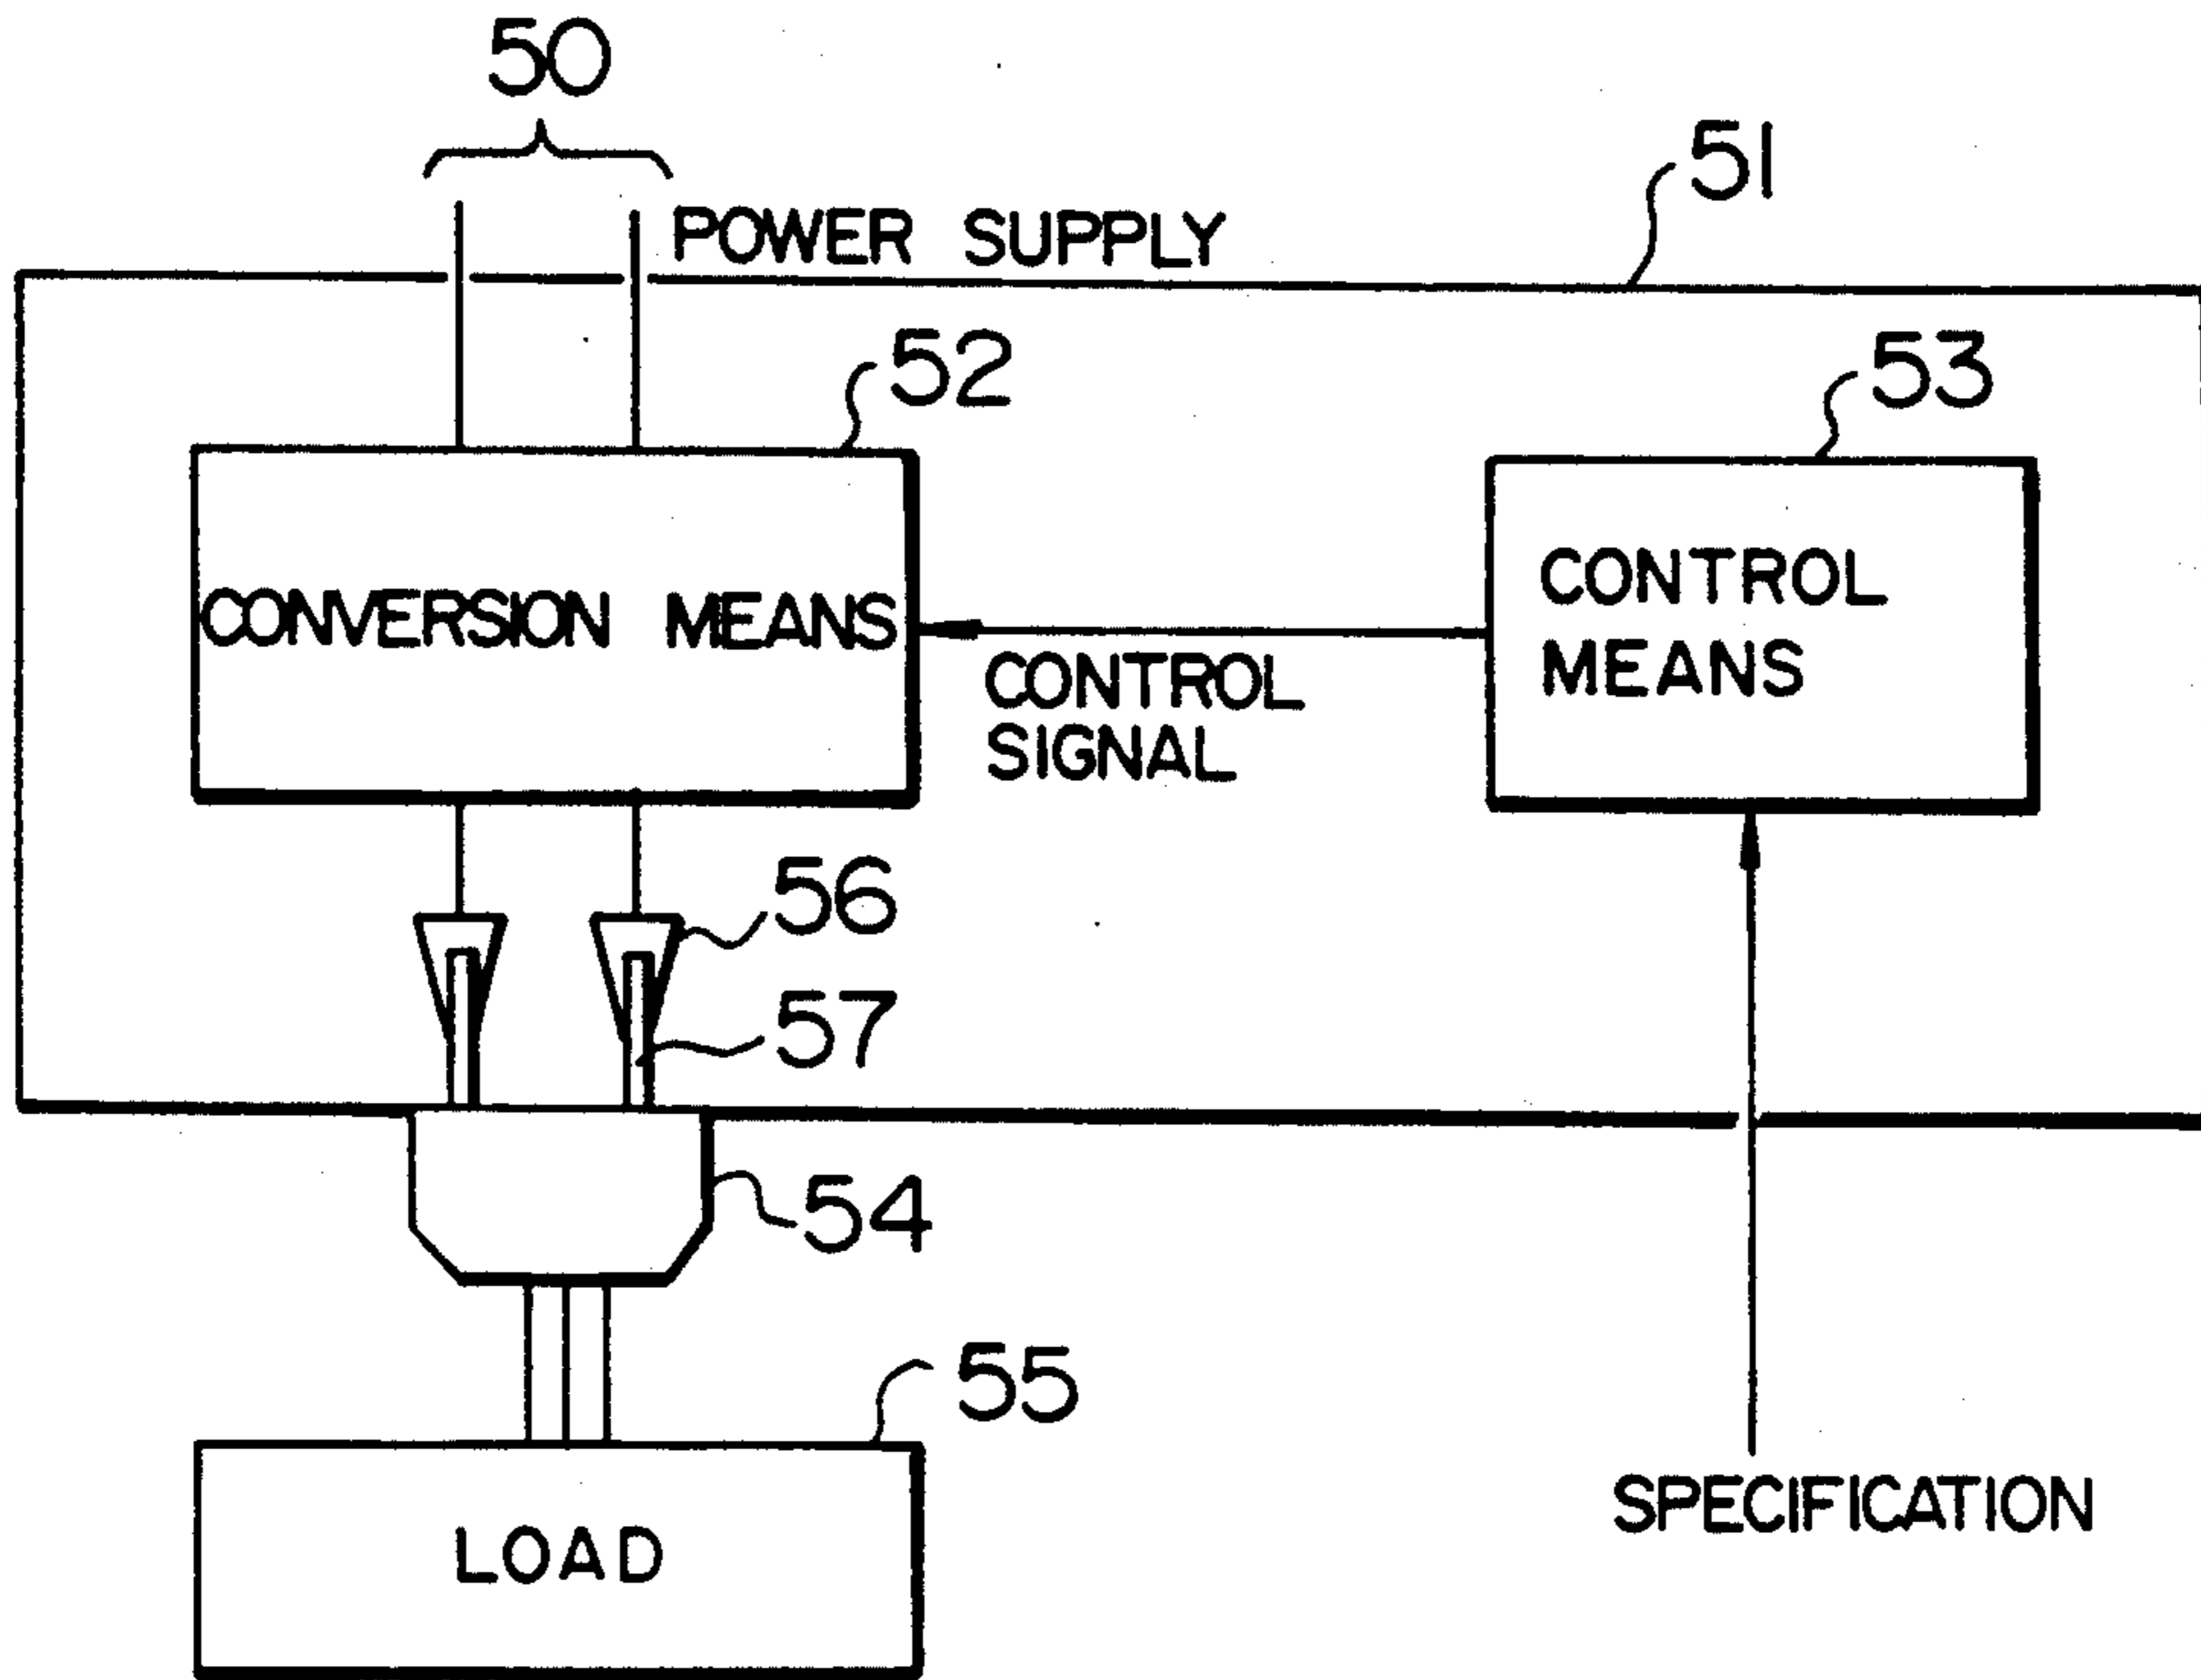 50
51
POWER SUPPLY
52
53
CONVERSION MEANS
CONTROL
MEANS
CONTROL
SIGNAL
56
57
54
55
LOAD
SPECIFICATION